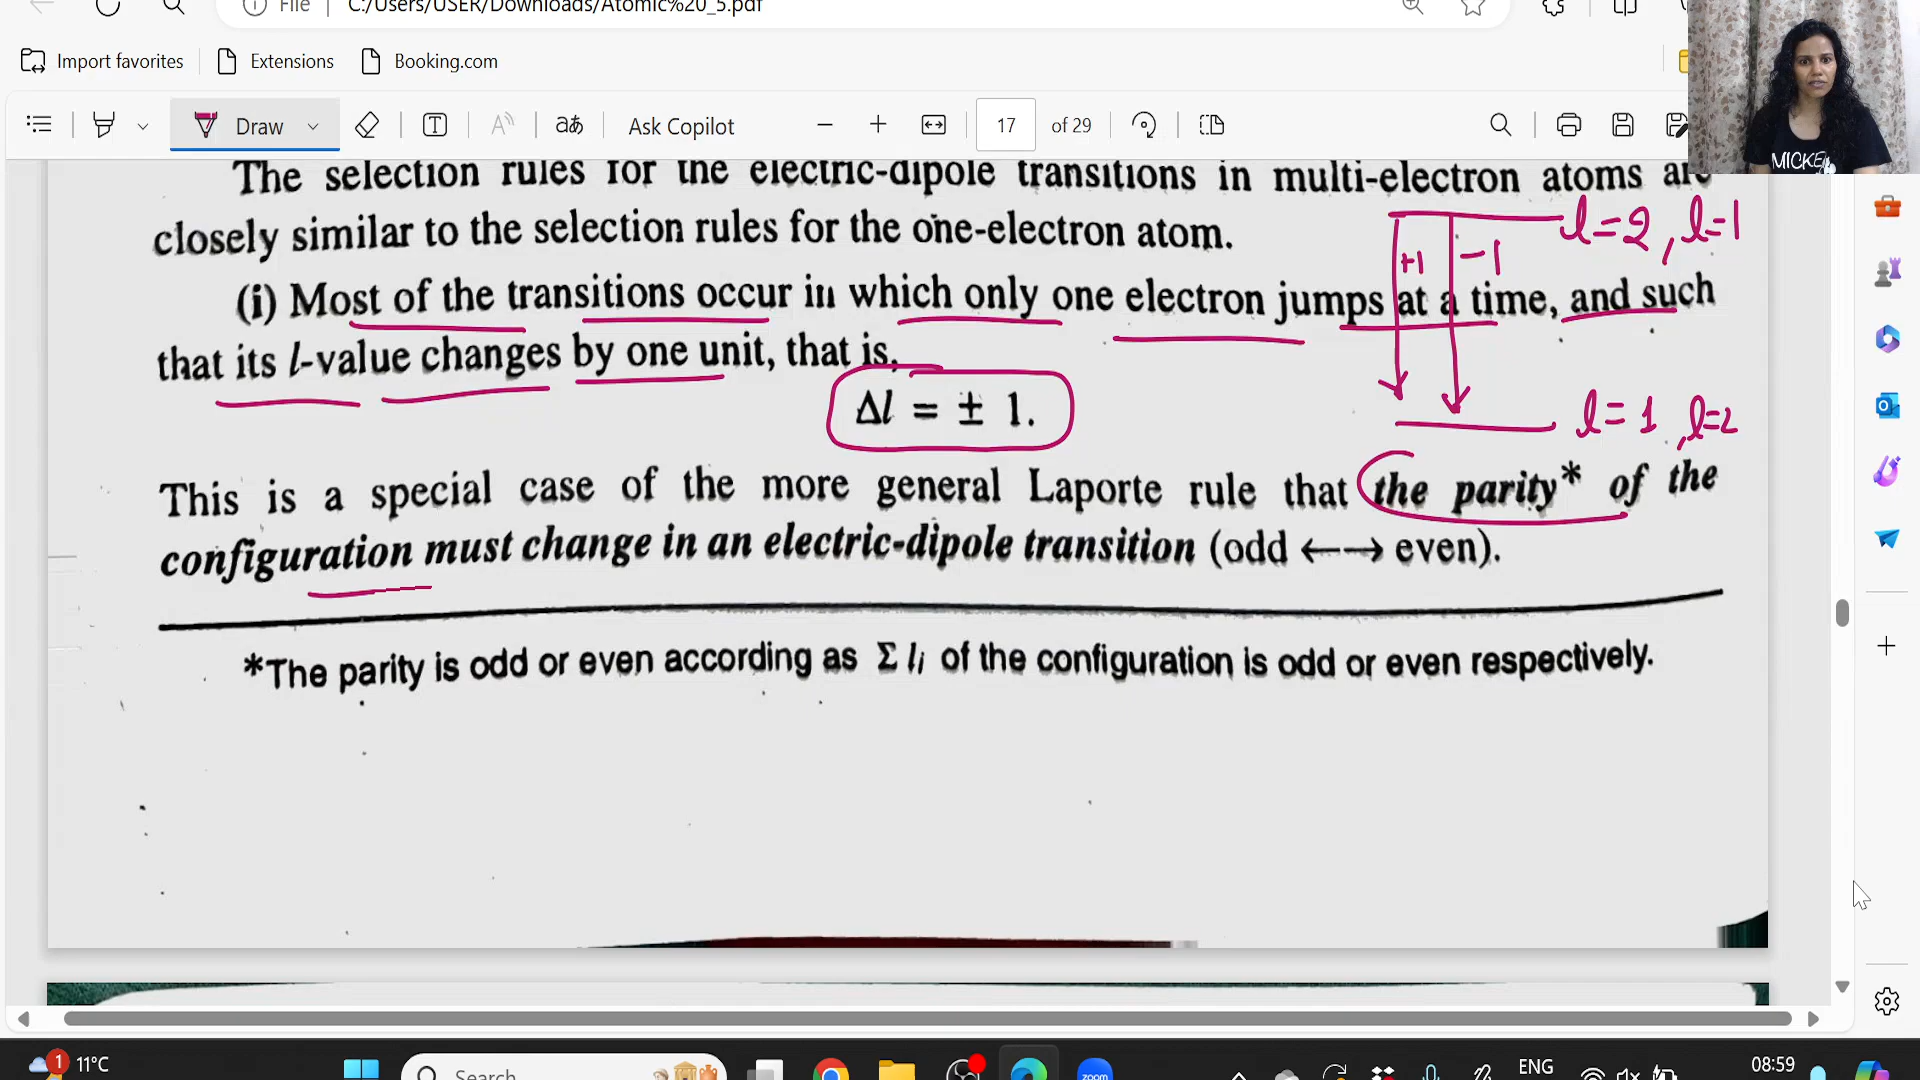 File
C:/Users/USER/Downloads/Atomic%20_5.pdf
Import favorites
Extensions
Booking.com
Draw
T
aあ
Ask Copilot
17
of 29
MICKE
The selection rules for the electric-dipole transitions in multi-electron atoms are
closely similar to the selection rules for the one-electron atom.
l=2, l=1
+1
-1
(i) Most of the transitions occur in which only one electron jumps at a time, and such
that its l-value changes by one unit, that is,
Δl = ± 1.
l=1, l=2
This is a special case of the more general Laporte rule that the parity* of the
configuration must change in an electric-dipole transition (odd ←→ even).
*The parity is odd or even according as Σ lᵢ of the configuration is odd or even respectively.
1
11°C
Search
zoom
ENG
08:59